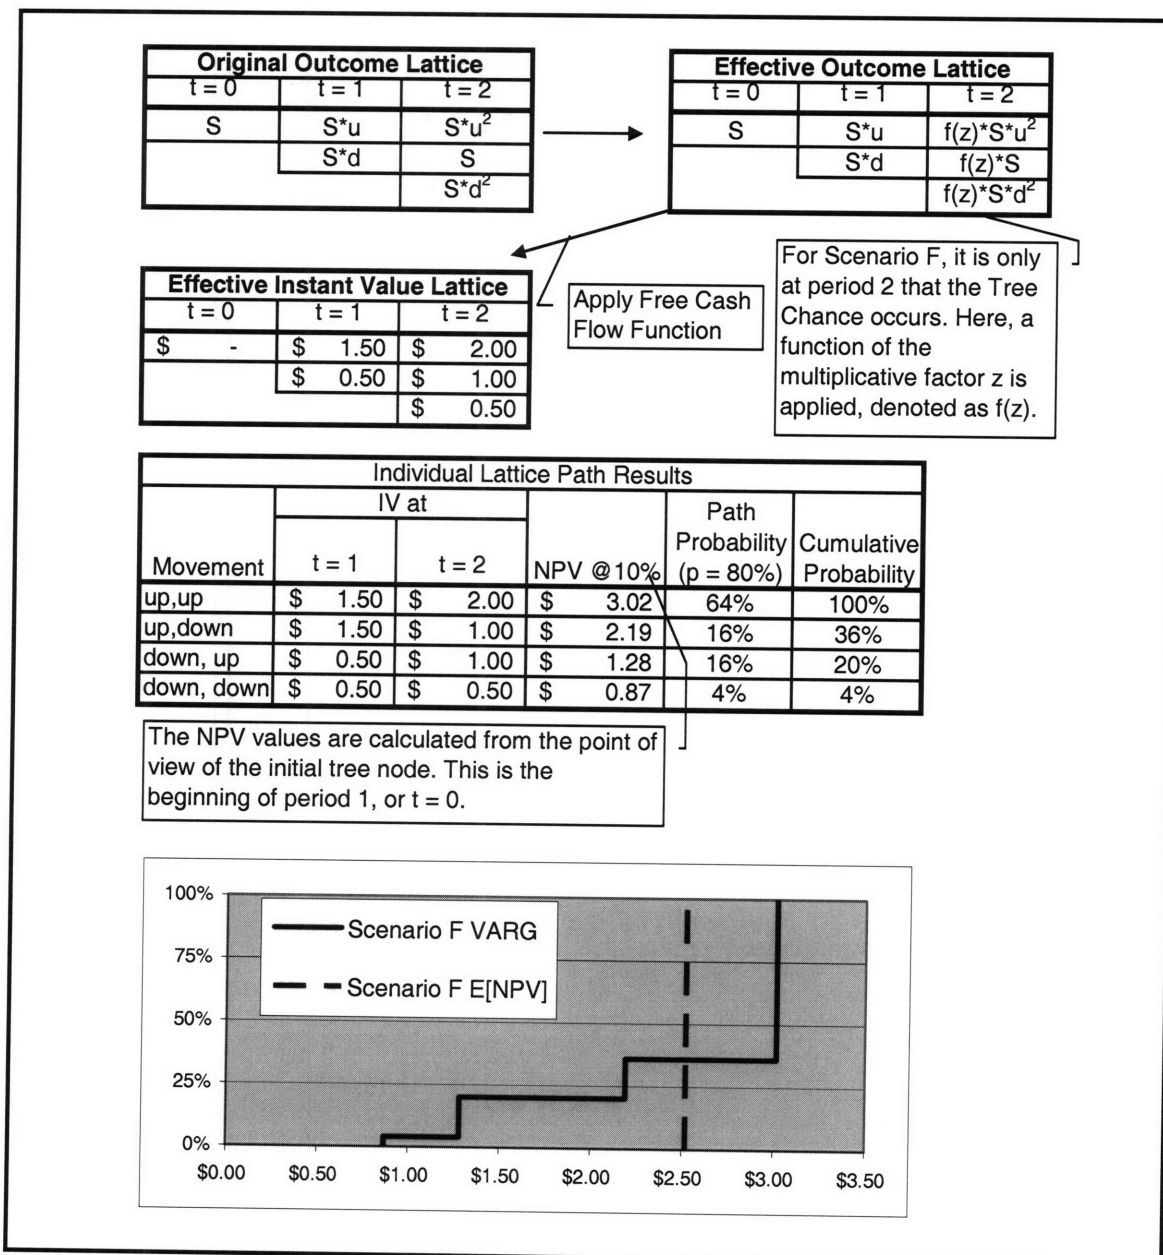 Original Outcome Lattice
t = 0 t = 1 t = 2
S S*u S*u²
S*d S
S*d²
Effective Outcome Lattice
t = 0 t = 1 t = 2
S S*u f(z)*S*u²
S*d f(z)*S
f(z)*S*d²
Effective Instant Value Lattice
t = 0 t = 1 t = 2
$ - $ 1.50 $ 2.00
$ 0.50 $ 1.00
$ 0.50
Apply Free Cash
Flow Function
For Scenario F, it is only
at period 2 that the Tree
Chance occurs. Here, a
function of the
multiplicative factor z is
applied, denoted as f(z).
Individual Lattice Path Results
IV at
Path
Probability Cumulative
Movement t = 1 t = 2 NPV @10% (p = 80%) Probability
up,up $ 1.50 $ 2.00 $ 3.02 64% 100%
up,down $ 1.50 $ 1.00 $ 2.19 16% 36%
down, up $ 0.50 $ 1.00 $ 1.28 16% 20%
down, down $ 0.50 $ 0.50 $ 0.87 4% 4%
The NPV values are calculated from the point of
view of the initial tree node. This is the
beginning of period 1, or t = 0.
100%
75%
50%
25%
0%
Scenario F VARG
Scenario F E[NPV]
$0.00 $0.50 $1.00 $1.50 $2.00 $2.50 $3.00 $3.50